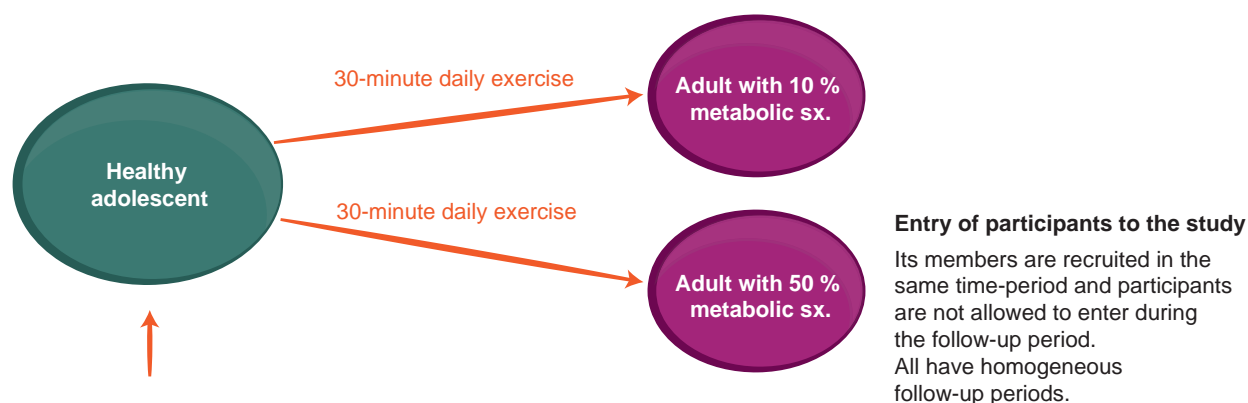 30-minute daily exercise
Adult with 10 %
metabolic sx.
Healthy
adolescent
30-minute daily exercise
Adult with 50 %
metabolic sx.
Entry of participants to the study
Its members are recruited in the
same time-period and participants
are not allowed to enter during
the follow-up period.
All have homogeneous
follow-up periods.